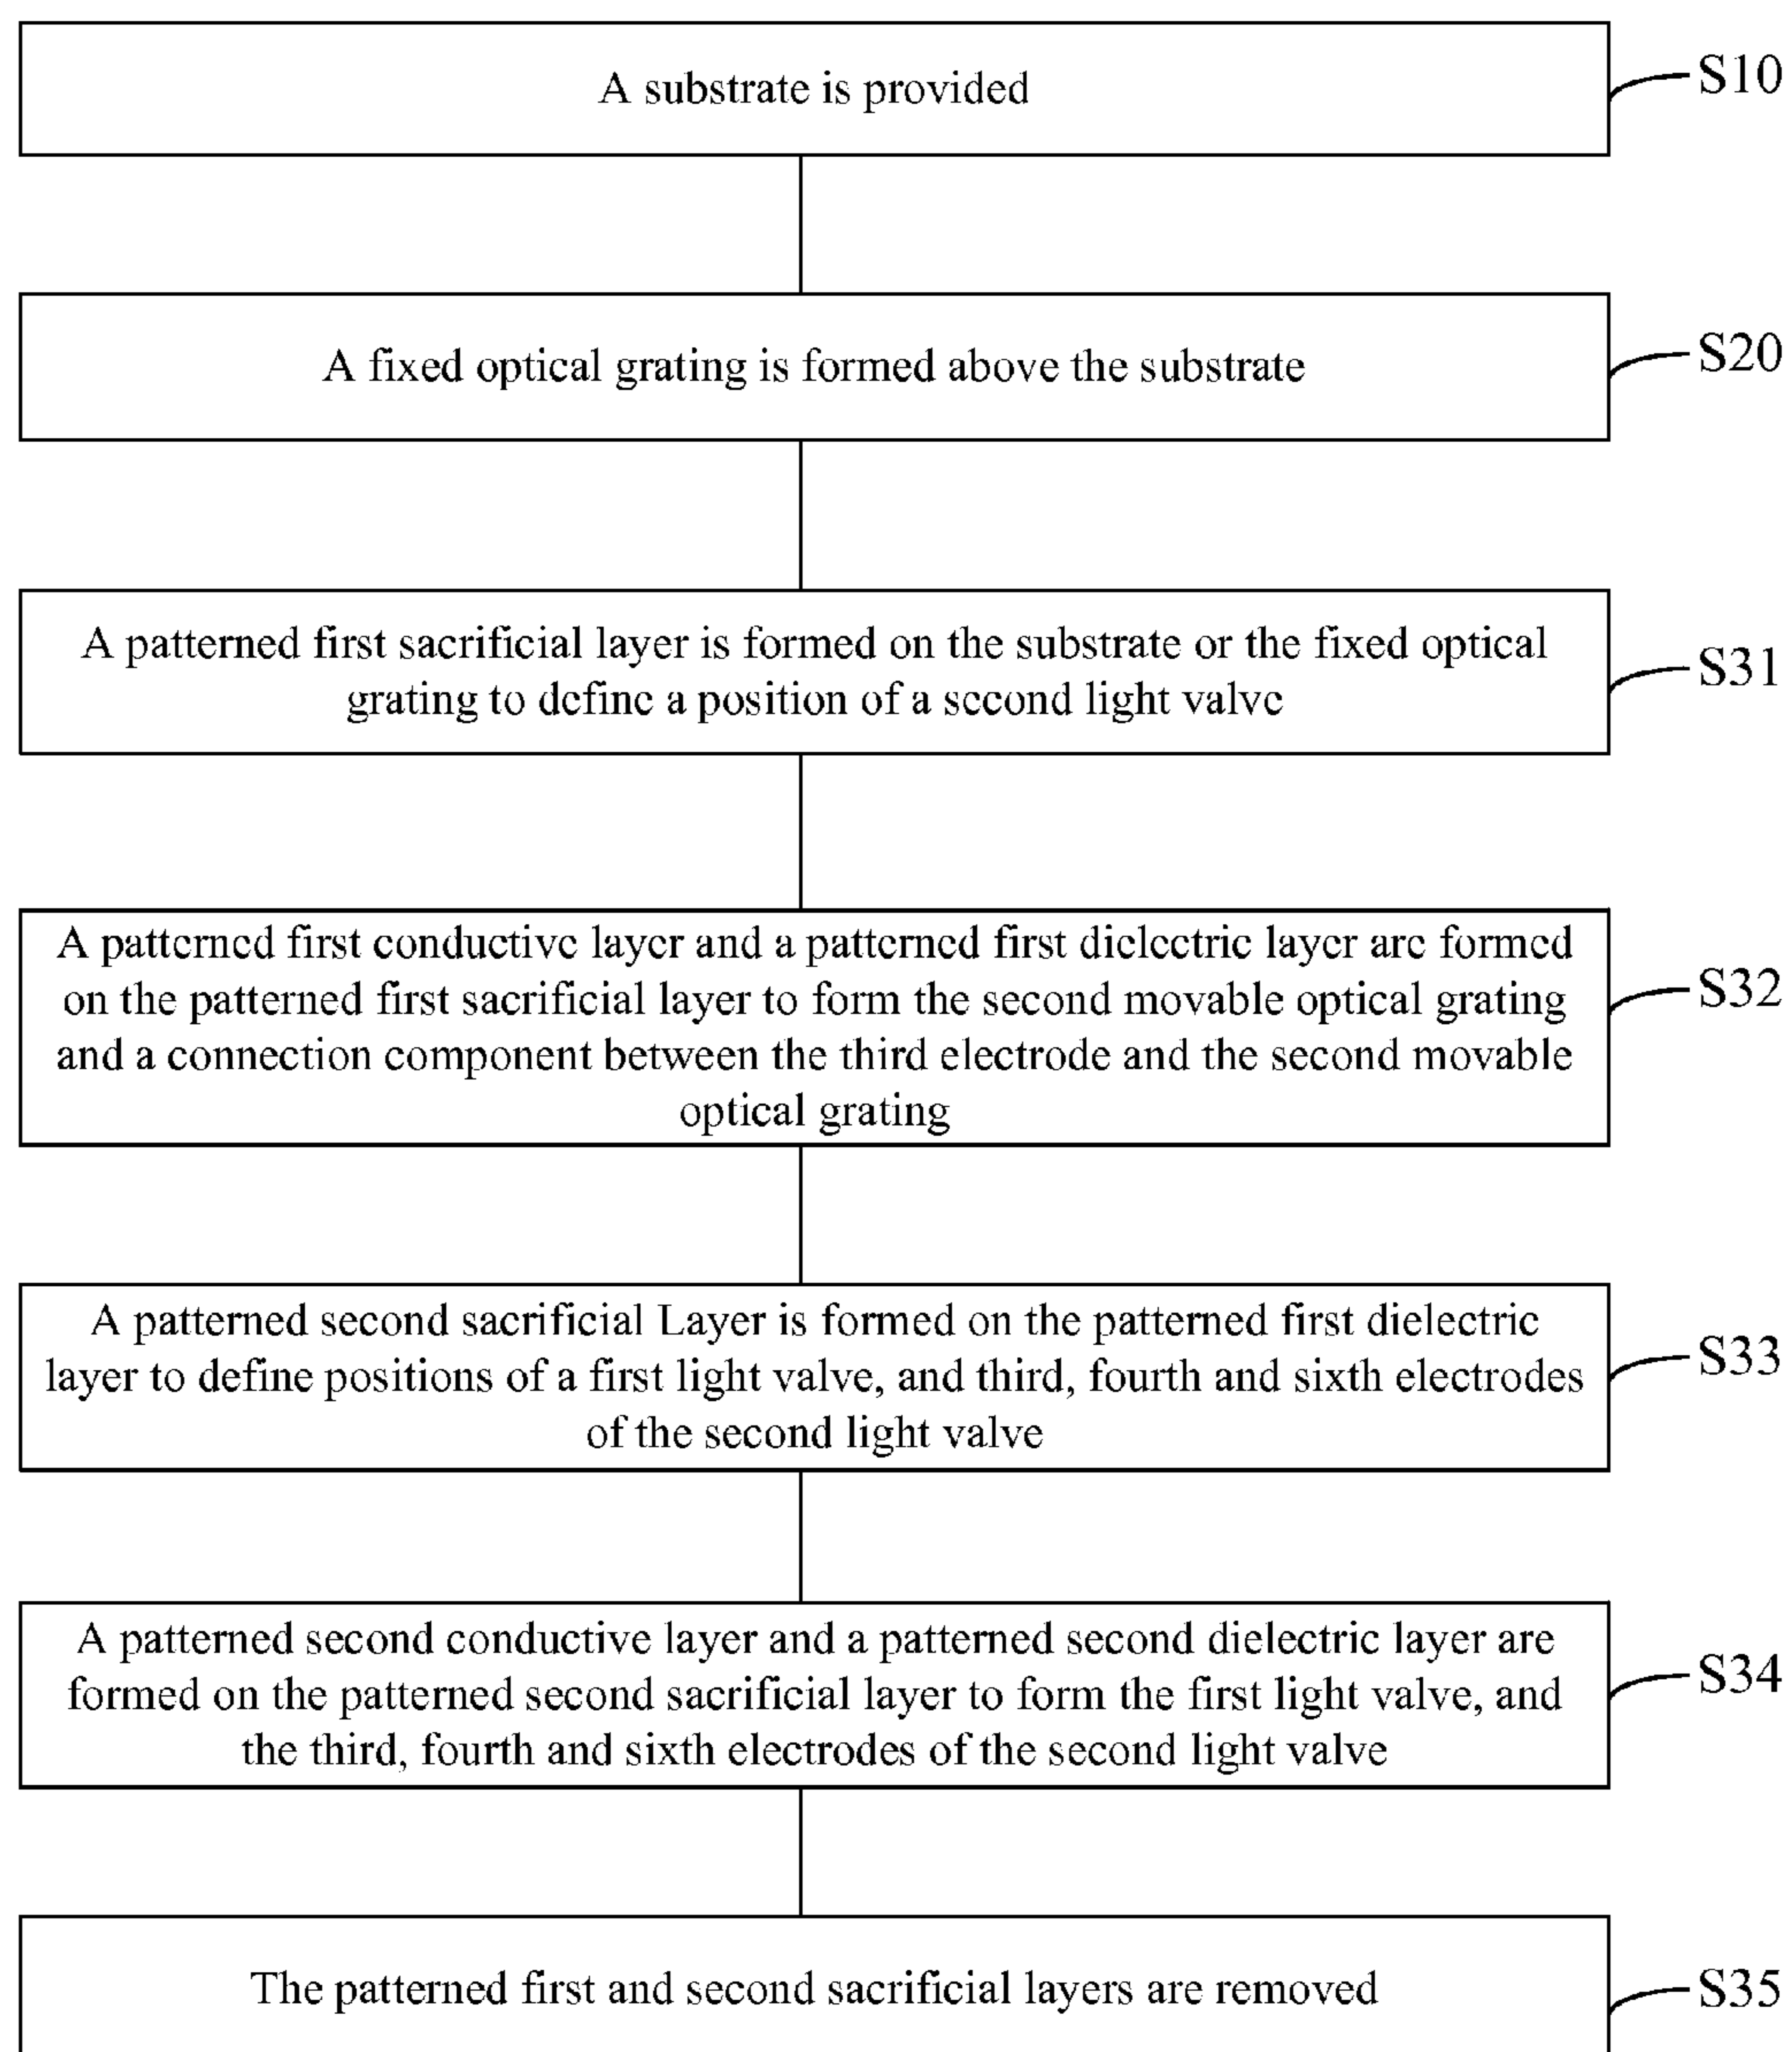 A substrate is provided
S10
A fixed optical grating is formed above the substrate
S20
A patterned first sacrificial layer is formed on the substrate or the fixed optical
grating to define a position of a second light valve
S31
A patterned first conductive layer and a patterned first dielectric layer are formed
on the patterned first sacrificial layer to form the second movable optical grating
and a connection component between the third electrode and the second movable
optical grating
S32
A patterned second sacrificial Layer is formed on the patterned first dielectric
layer to define positions of a first light valve, and third, fourth and sixth electrodes
of the second light valve
S33
A patterned second conductive layer and a patterned second dielectric layer are
formed on the patterned second sacrificial layer to form the first light valve, and
the third, fourth and sixth electrodes of the second light valve
S34
The patterned first and second sacrificial layers are removed
S35